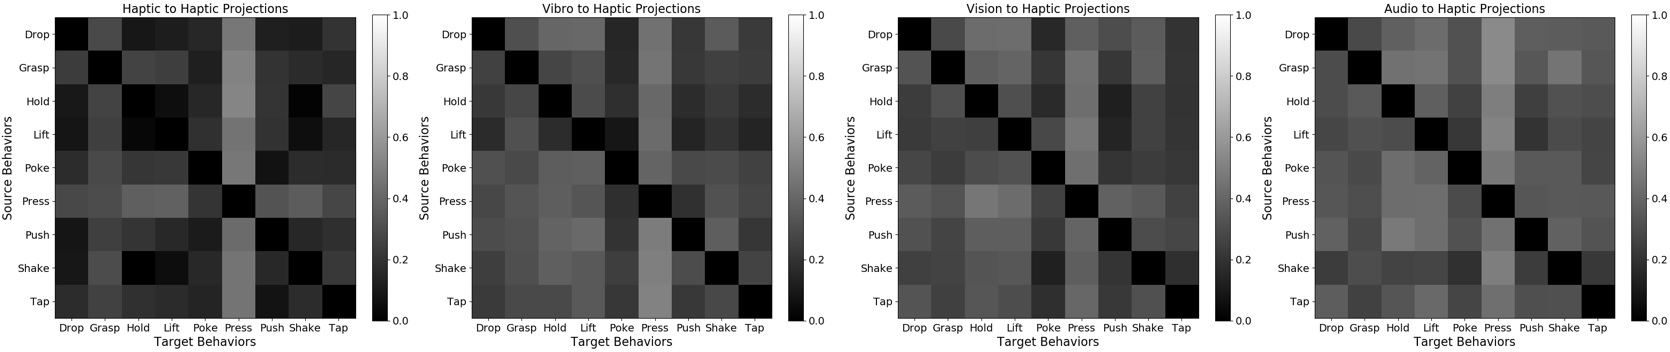 Haptic to Haptic Projections
Source Behaviors
Drop
Grasp
Hold
Lift
Poke
Press
Push
Shake
Tap
Drop Grasp Hold Lift Poke Press Push Shake Tap
Target Behaviors
1.0
0.8
0.6
0.4
0.2
0.0
Vibro to Haptic Projections
Source Behaviors
Drop
Grasp
Hold
Lift
Poke
Press
Push
Shake
Tap
Drop Grasp Hold Lift Poke Press Push Shake Tap
Target Behaviors
1.0
0.8
0.6
0.4
0.2
0.0
Vision to Haptic Projections
Source Behaviors
Drop
Grasp
Hold
Lift
Poke
Press
Push
Shake
Tap
Drop Grasp Hold Lift Poke Press Push Shake Tap
Target Behaviors
1.0
0.8
0.6
0.4
0.2
0.0
Audio to Haptic Projections
Source Behaviors
Drop
Grasp
Hold
Lift
Poke
Press
Push
Shake
Tap
Drop Grasp Hold Lift Poke Press Push Shake Tap
Target Behaviors
1.0
0.8
0.6
0.4
0.2
0.0